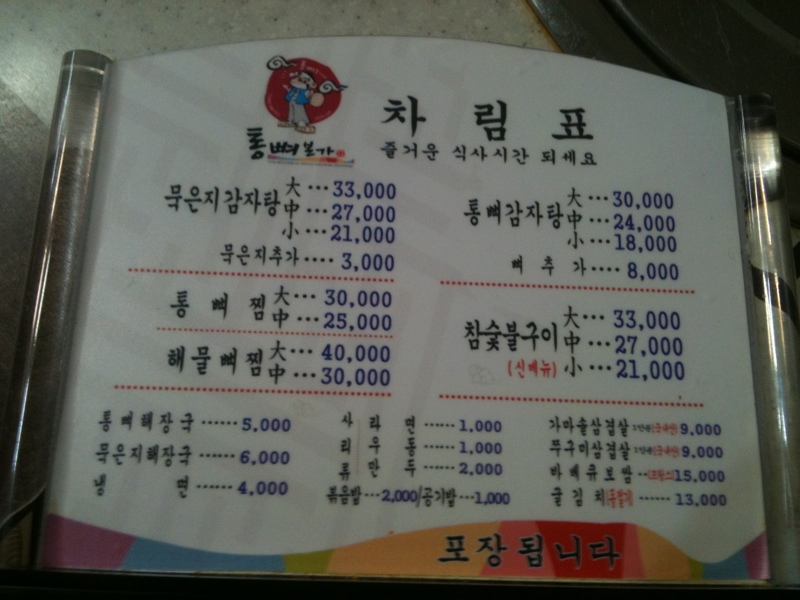 통뼈본가
차림표
즐거운 식사시간 되세요
묵은지감자탕 大 … 33,000
中 … 27,000
小 … 21,000
묵은지추가 …. 3,000
통뼈찜 大 …. 30,000
中 …. 25,000
해물뼈찜 大 … 40,000
中 … 30,000
통뼈감자탕 大 … 30,000
中 … 24,000
小 … 18,000
뼈추가 …. 8,000
참숯불구이 大 … 33,000
中 … 27,000
(신메뉴) 小 … 21,000
통뼈해장국 …… 5,000
묵은지해장국 …… 6,000
냉면 …… 4,000
사리류
라면 …… 1,000
우동 …… 1,000
만두 …… 2,000
볶음밥 … 2,000/공기밥 … 1,000
가마솥삼겹살 9,000
쭈구미삼겹살 9,000
바베큐보쌈 15,000
굴김치 …… 13,000
포장됩니다